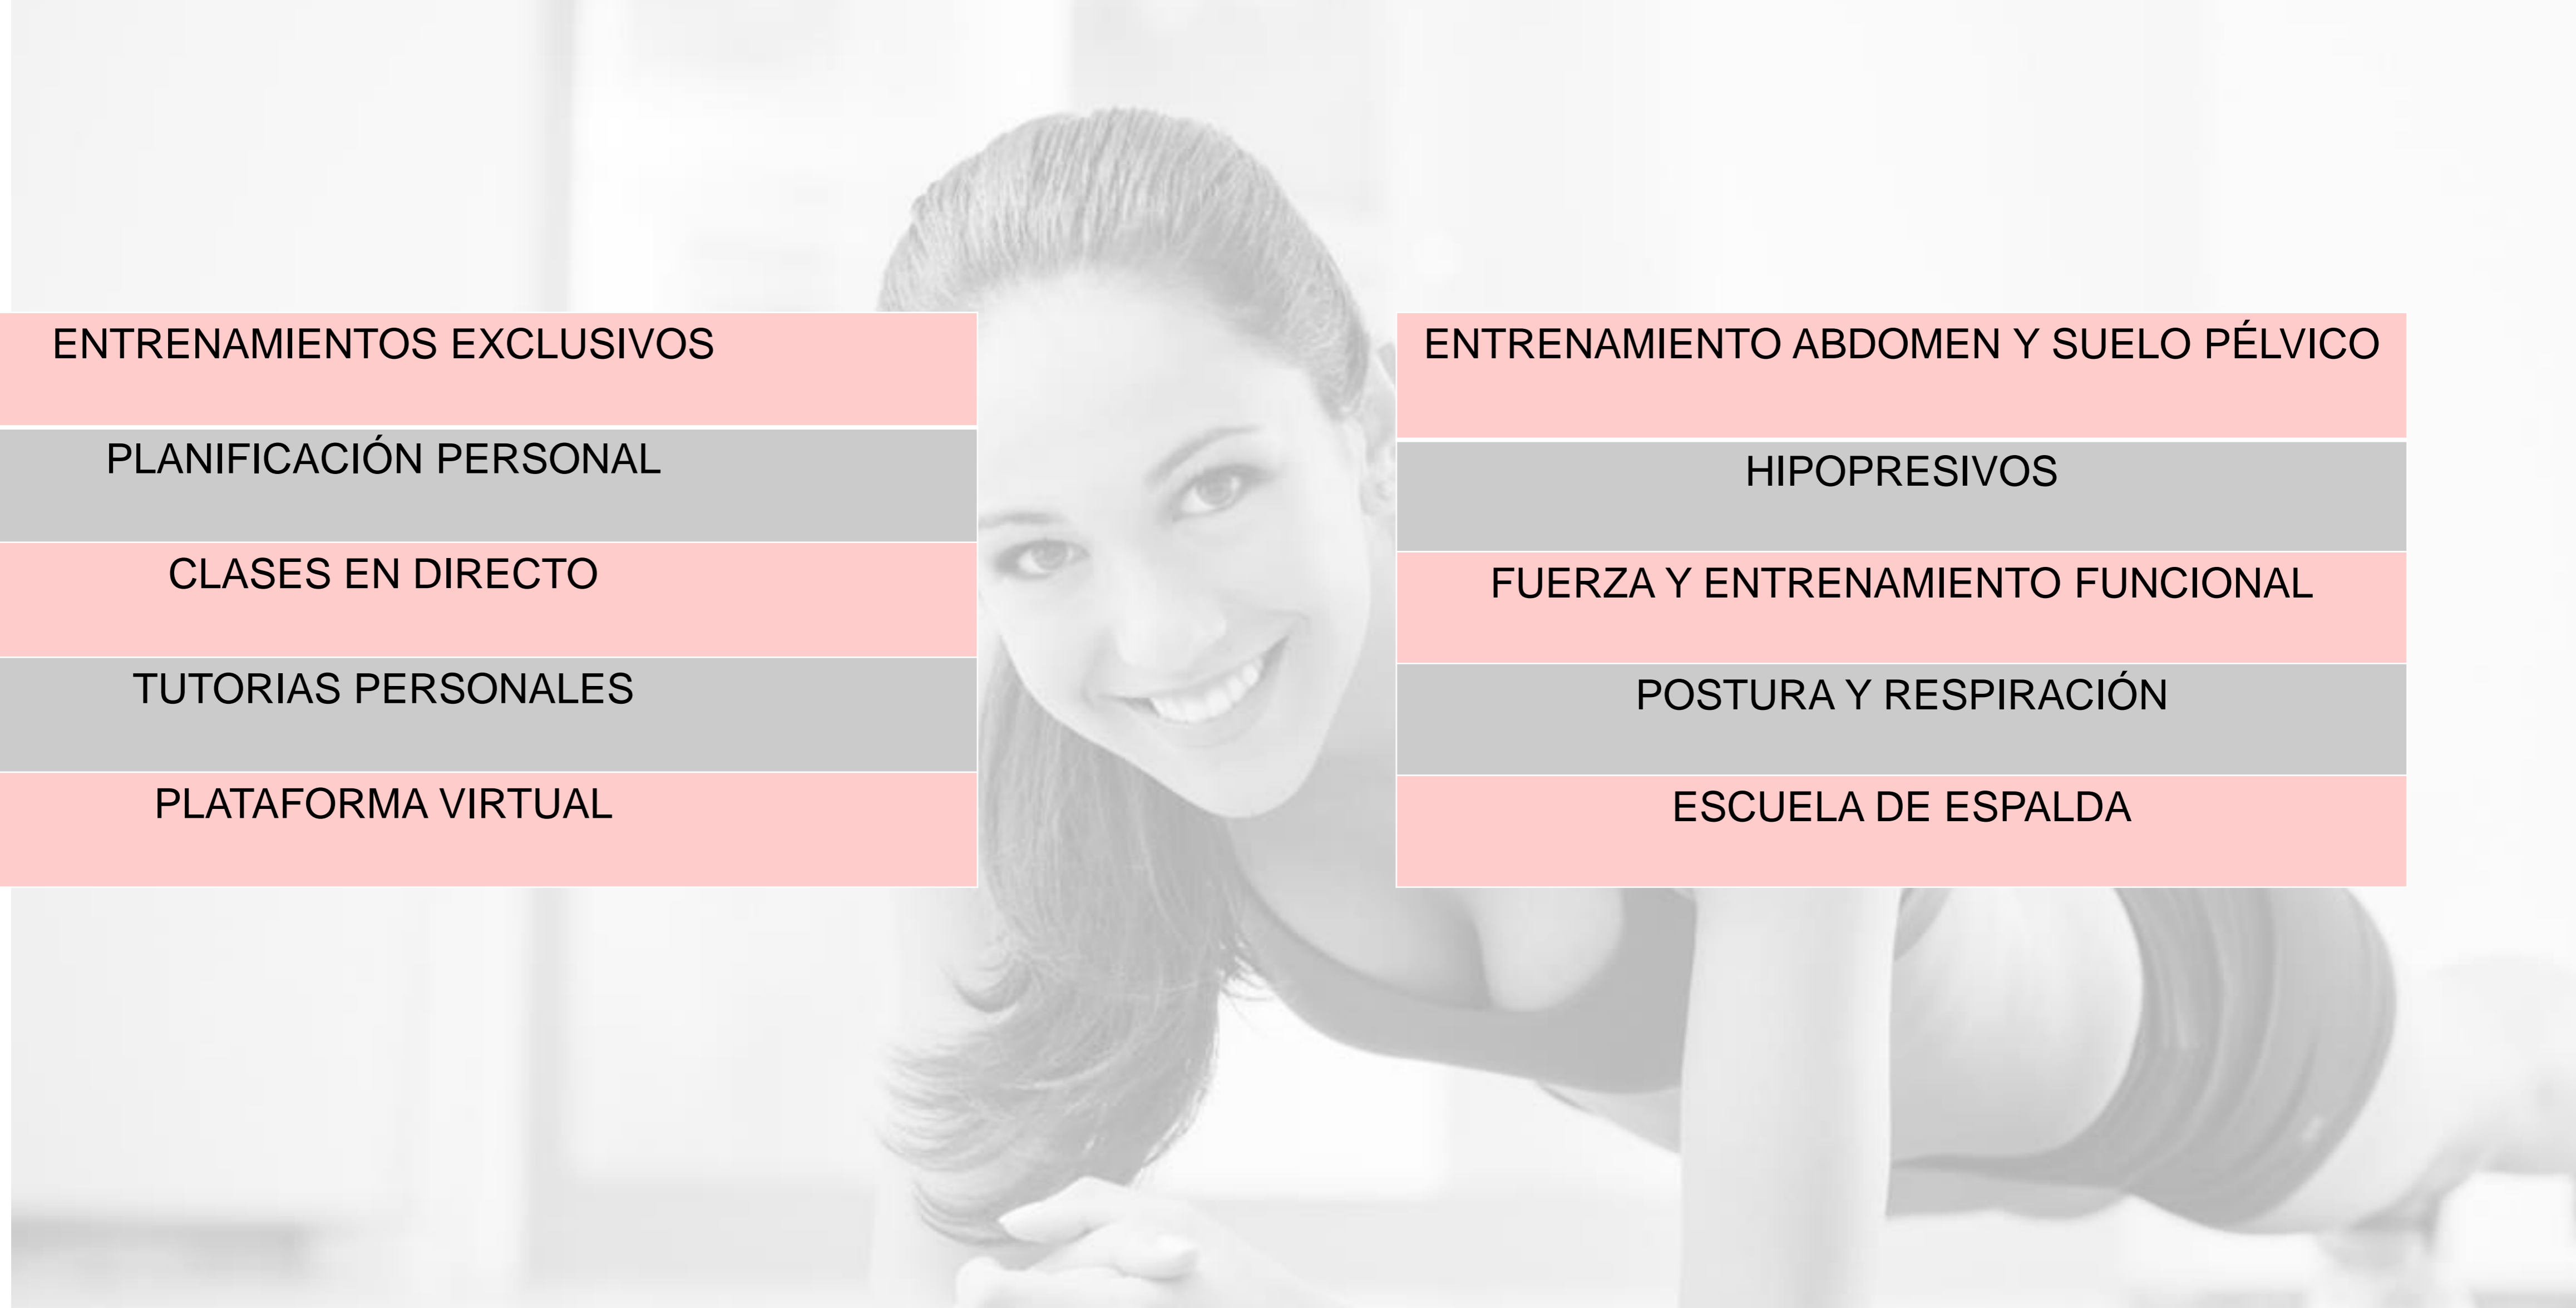 ENTRENAMIENTOS EXCLUSIVOS
PLANIFICACIÓN PERSONAL
CLASES EN DIRECTO
TUTORIAS PERSONALES
PLATAFORMA VIRTUAL
ENTRENAMIENTO ABDOMEN Y SUELO PÉLVICO
HIPOPRESIVOS
FUERZA Y ENTRENAMIENTO FUNCIONAL
POSTURA Y RESPIRACIÓN
ESCUELA DE ESPALDA